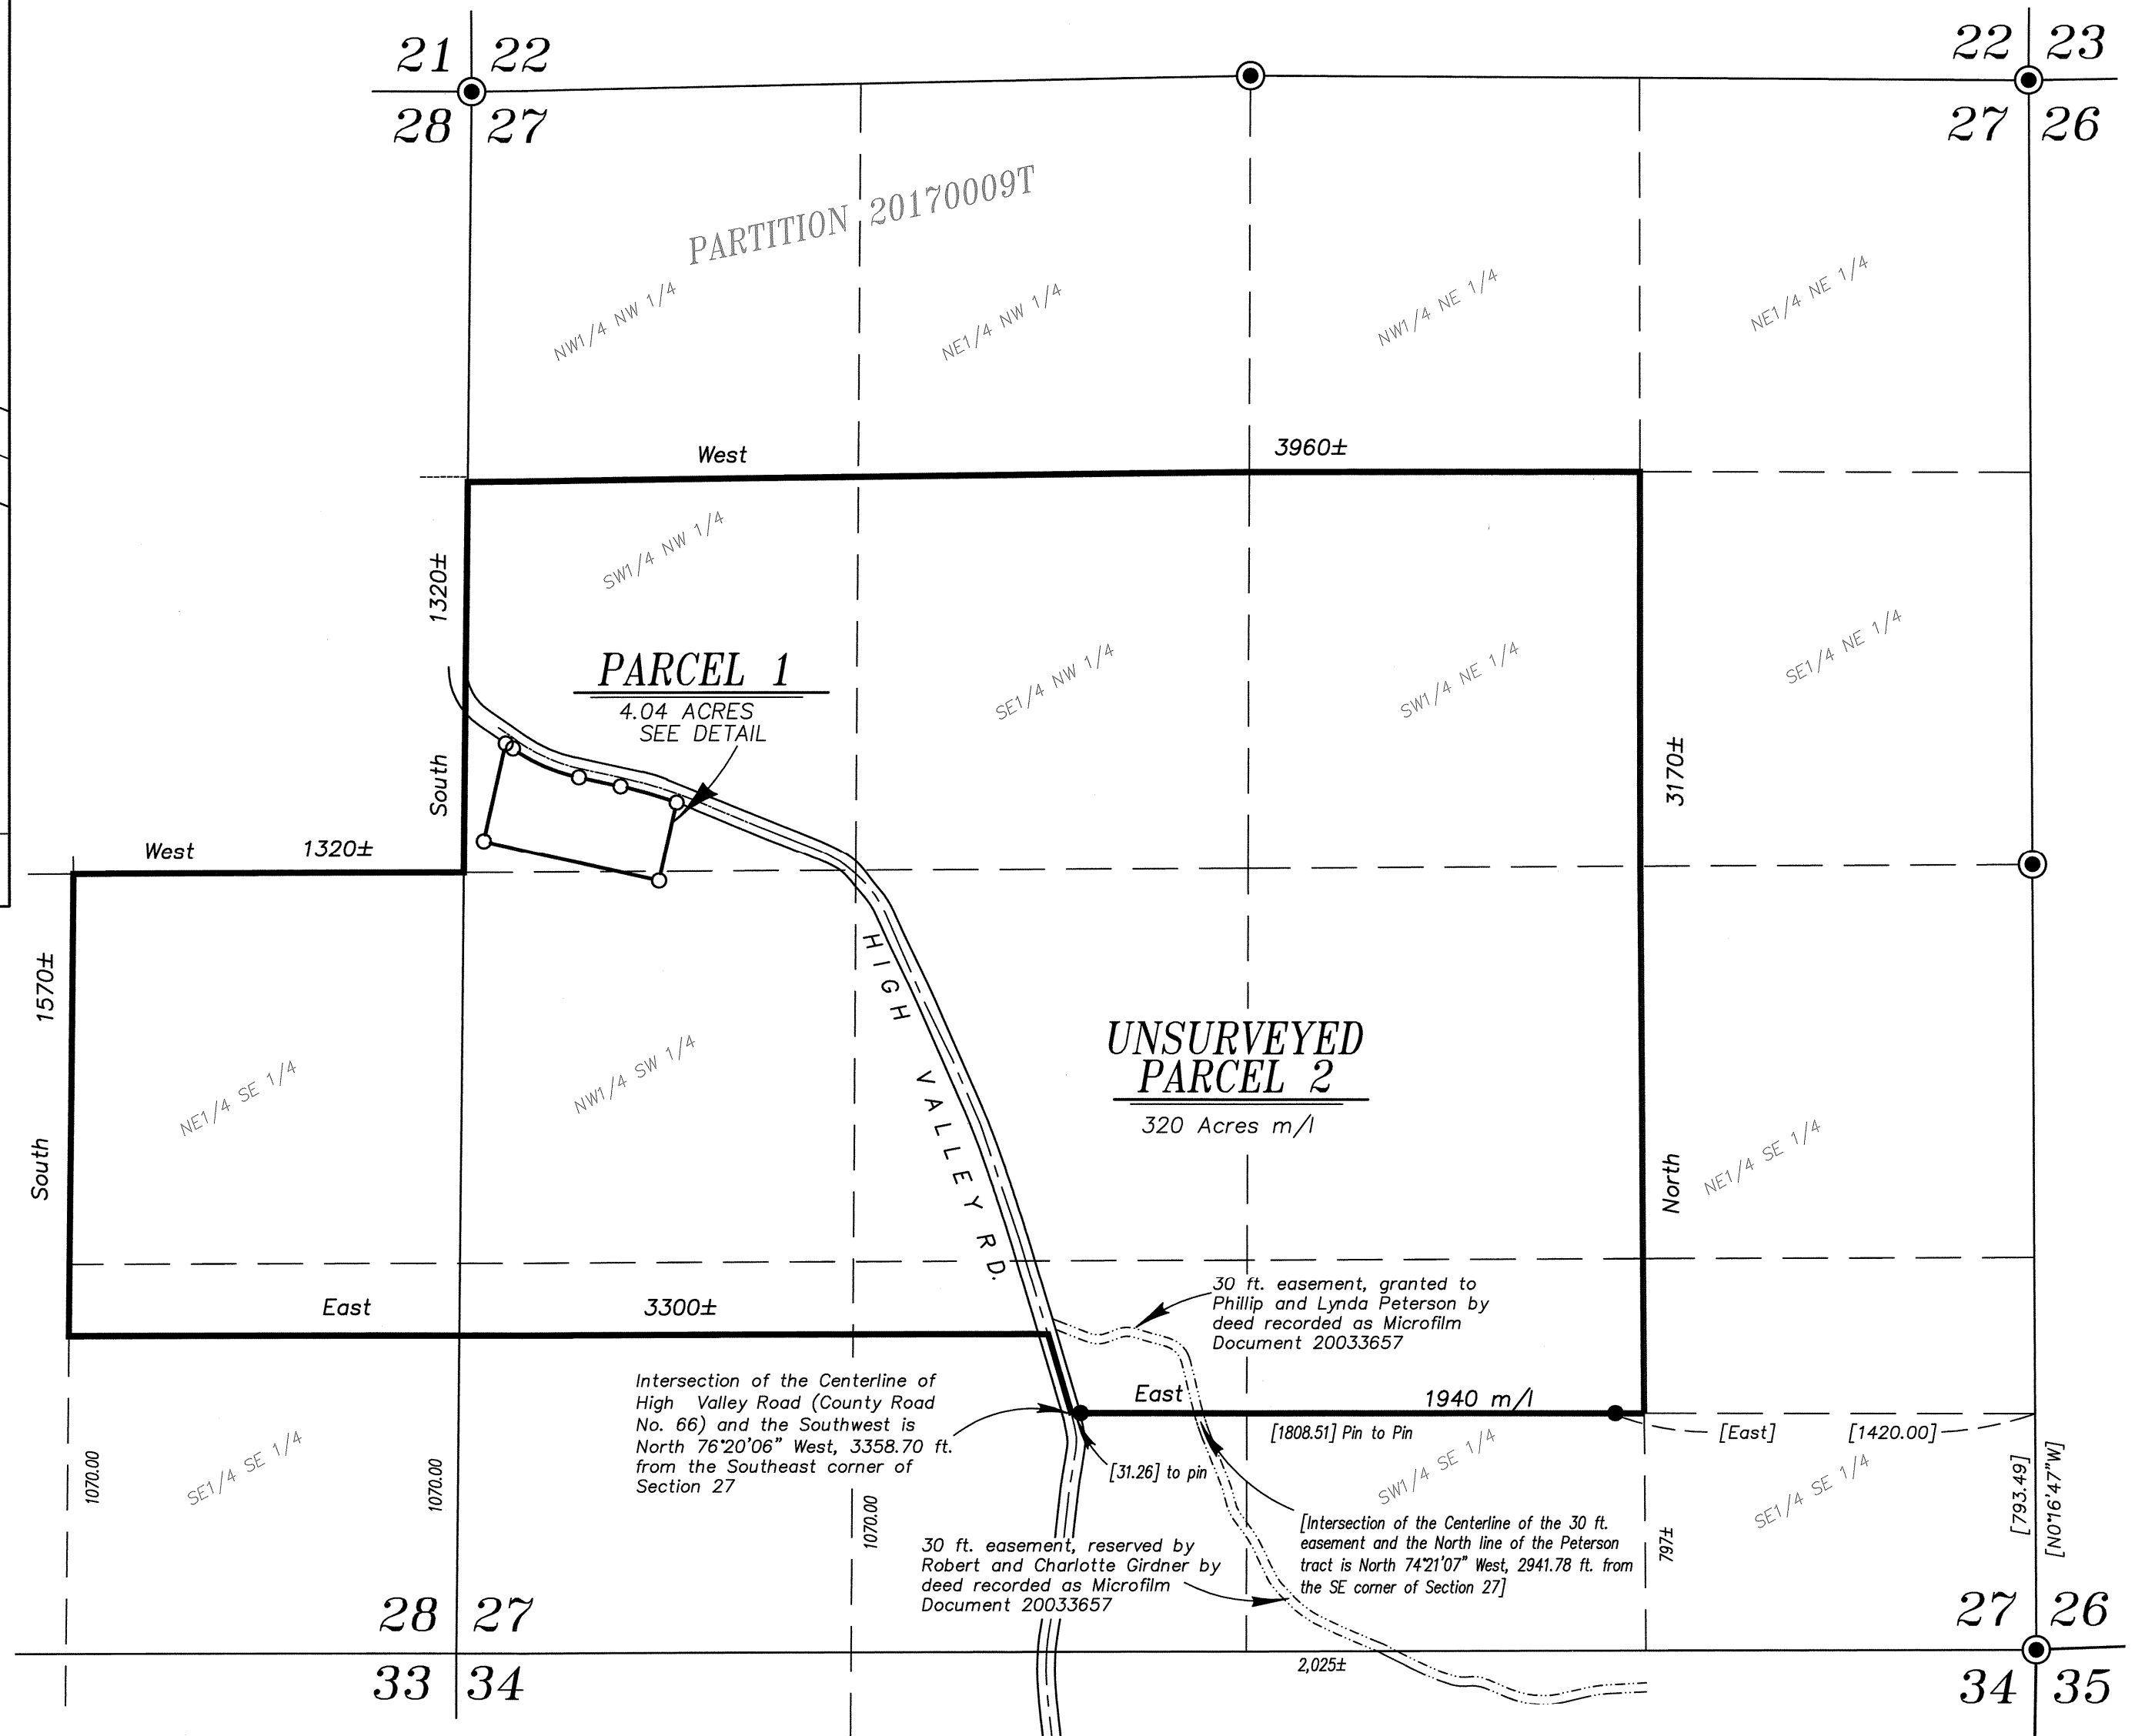 21 22
22 23
28 27
27 26
PARTITION 20170009T
NW1/4 NW 1/4
NE1/4 NW 1/4
NW1/4 NE 1/4
NE1/4 NE 1/4
West
3960±
1320±
SW1/4 NW 1/4
PARCEL 1
4.04 ACRES
SEE DETAIL
SE1/4 NW 1/4
SW1/4 NE 1/4
SE1/4 NE 1/4
South
3170±
West
1320±
1570±
HIGH VALLEY RD.
NE1/4 SE 1/4
NW1/4 SW 1/4
UNSURVEYED
PARCEL 2
320 Acres m/l
NE1/4 SE 1/4
South
North
East
3300±
30 ft. easement, granted to
Phillip and Lynda Peterson by
deed recorded as Microfilm
Document 20033657
Intersection of the Centerline of
High Valley Road (County Road
No. 66) and the Southwest is
North 76°20'06" West, 3358.70 ft.
from the Southeast corner of
Section 27
East
1940 m/l
[1808.51] Pin to Pin
[East]
[1420.00]
[31.26] to pin
1070.00
1070.00
1070.00
SE1/4 SE 1/4
SW1/4 SE 1/4
SE1/4 SE 1/4
[793.49]
[N0°16'47"W]
797±
[Intersection of the Centerline of the 30 ft.
easement and the North line of the Peterson
tract is North 74°21'07" West, 2941.78 ft. from
the SE corner of Section 27]
30 ft. easement, reserved by
Robert and Charlotte Girdner by
deed recorded as Microfilm
Document 20033657
28 27
27 26
2,025±
33 34
34 35